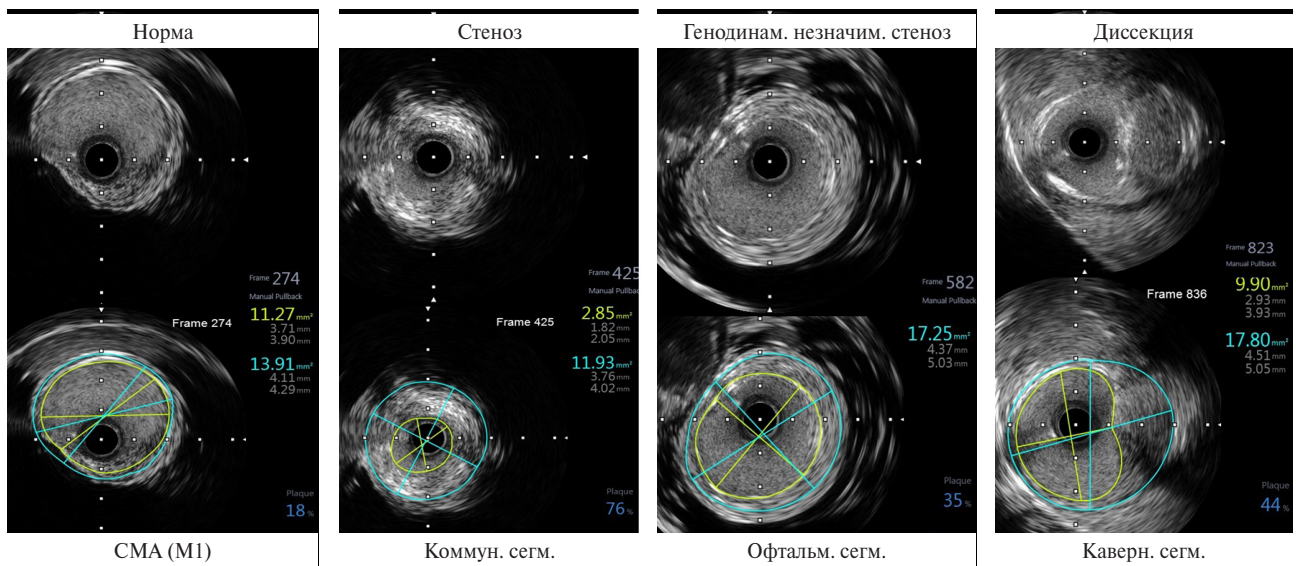 Норма
Стеноз
Генодинам. незначим. стеноз
Диссекция
Frame 274
Manual Pullback
11.27 mm²
3.71 mm
3.90 mm
Frame 274
13.91 mm²
4.11 mm
4.29 mm
Plaque
18 %
Frame 425
Manual Pullback
2.85 mm²
1.82 mm
2.05 mm
Frame 425
11.93 mm²
3.76 mm
4.02 mm
Plaque
76 %
Frame 582
Manual Pullback
17.25 mm²
4.37 mm
5.03 mm
Plaque
35 %
Frame 823
Manual Pullback
9.90 mm²
2.93 mm
3.93 mm
Frame 836
17.80 mm²
4.51 mm
5.05 mm
Plaque
44 %
СМА (М1)
Коммун. сегм.
Офтальм. сегм.
Каверн. сегм.